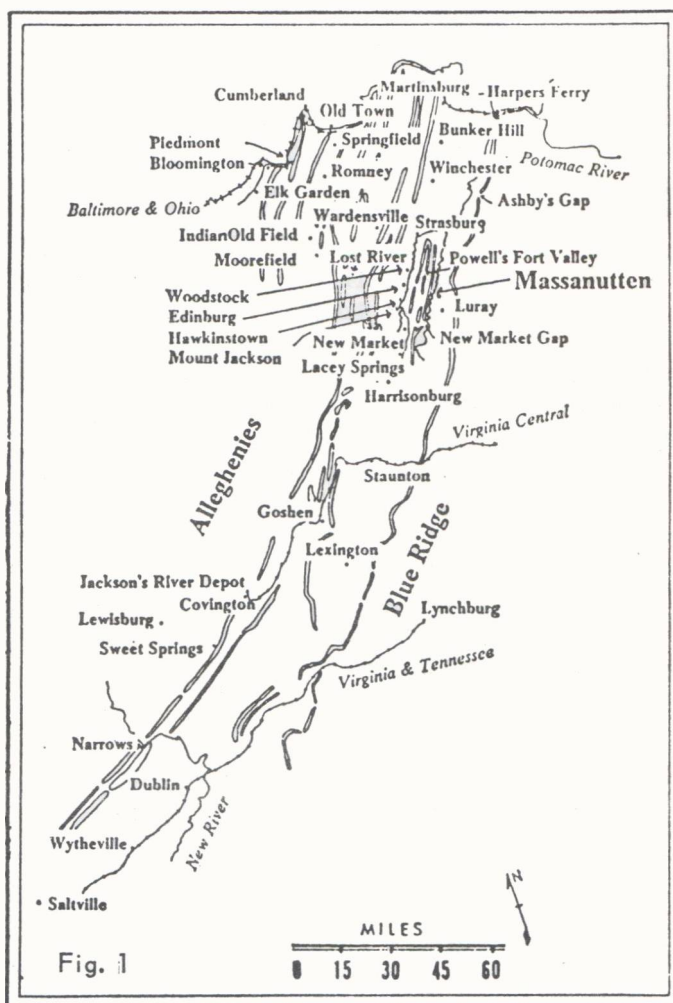 Martinsburg
Harpers Ferry
Cumberland
Old Town
Bunker Hill
Piedmont
Springfield
Bloomington
Potomac River
Romney
Winchester
Elk Garden
Ashby's Gap
Baltimore & Ohio
Wardensville
Strasburg
Indian Old Field
Lost River
Powell's Fort Valley
Moorefield
Massanutten
Woodstock
Luray
Edinburg
Hawkinstown
New Market
New Market Gap
Mount Jackson
Lacey Springs
Harrisonburg
Virginia Central
Alleghenies
Staunton
Goshen
Blue Ridge
Lexington
Jackson's River Depot
Covington
Lynchburg
Lewisburg
Sweet Springs
Virginia & Tennessee
Narrows
Dublin
New River
Wytheville
N
Saltville
MILES
0 15 30 45 60
Fig. 1